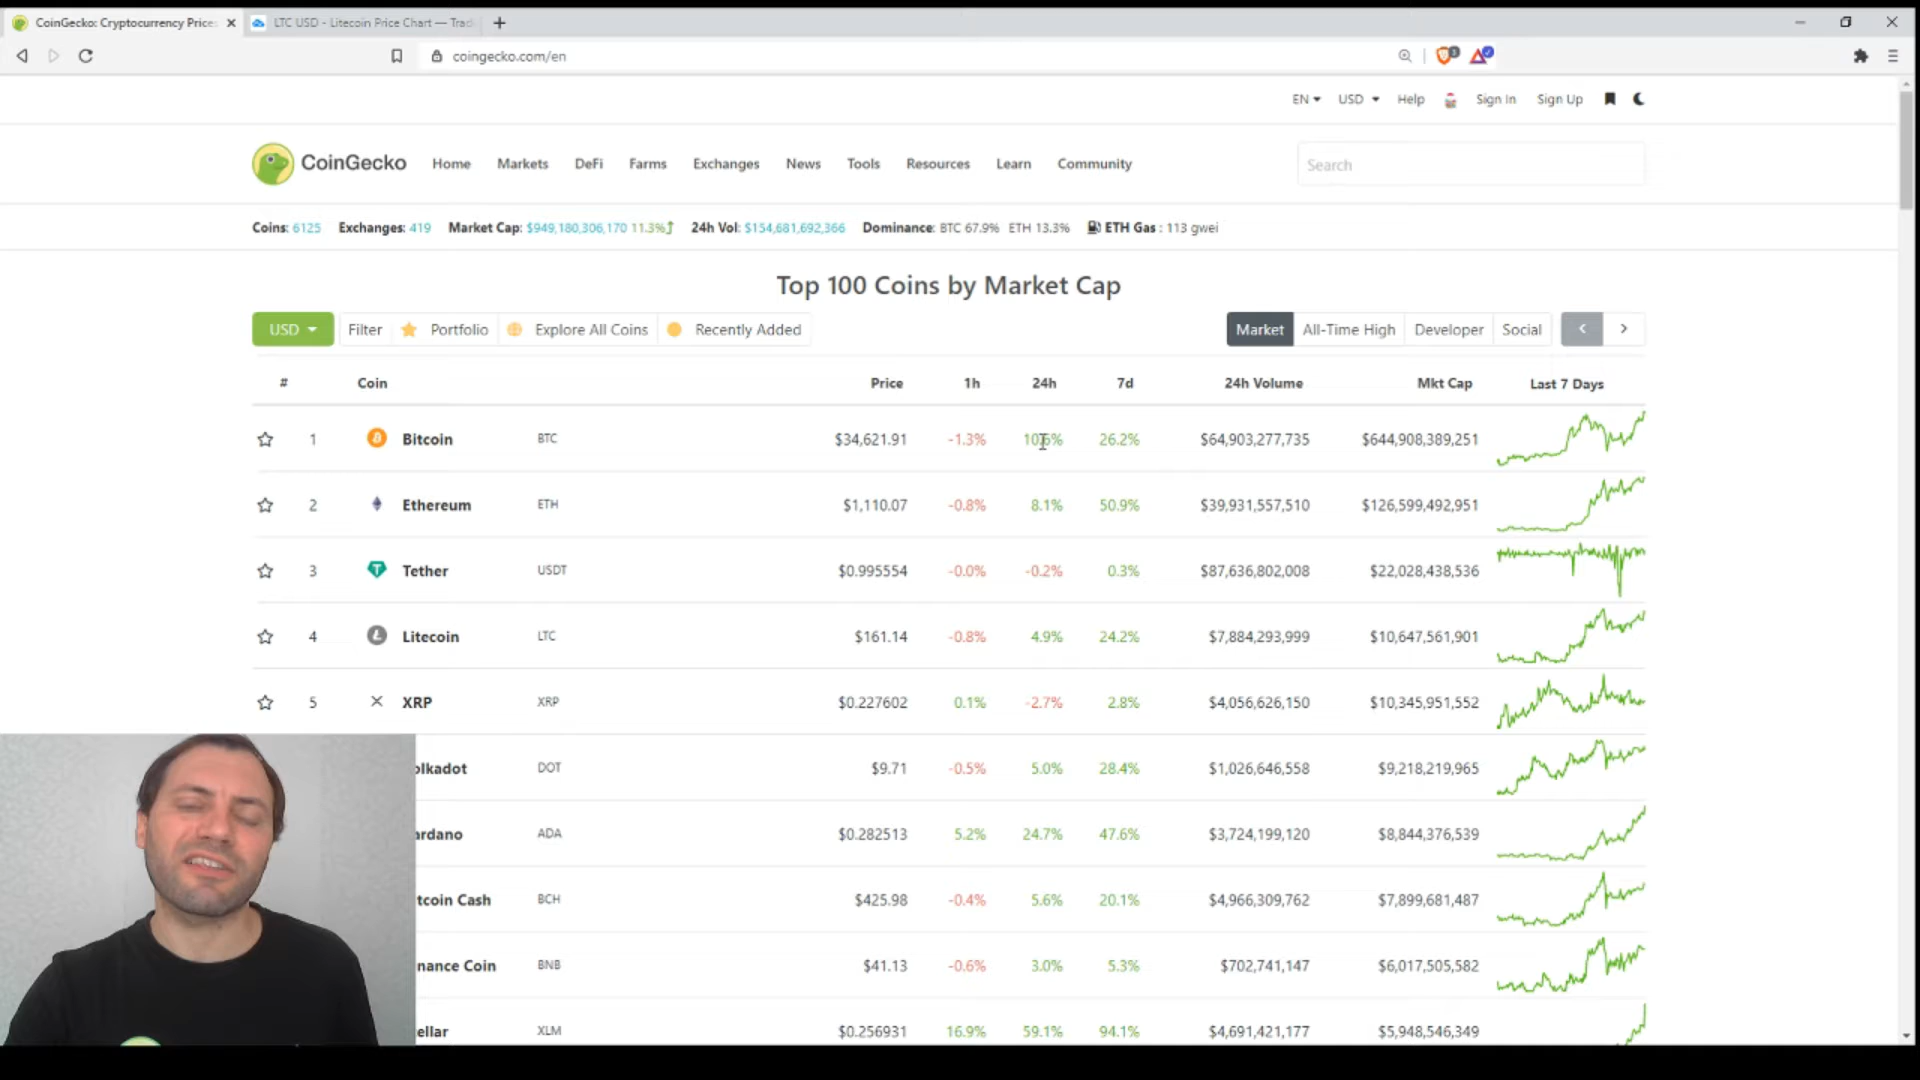 CoinGecko: Cryptocurrency Prices
LTC USD - Litecoin Price Chart — Trad
coingecko.com/en
EN USD Help Sign In Sign Up
CoinGecko Home Markets DeFi Farms Exchanges News Tools Resources Learn Community Search
Coins: 6125 Exchanges: 419 Market Cap: $949,180,306,170 11.3% 24h Vol: $154,681,692,366 Dominance: BTC 67.9% ETH 13.3% ETH Gas : 113 gwei
Top 100 Coins by Market Cap
USD Filter Portfolio Explore All Coins Recently Added Market All-Time High Developer Social
# Coin Price 1h 24h 7d 24h Volume Mkt Cap Last 7 Days
1 Bitcoin BTC $34,621.91 -1.3% 26.2% $64,903,277,735 $644,908,389,251
2 Ethereum ETH $1,110.07 -0.8% 8.1% 50.9% $39,931,557,510 $126,599,492,951
3 Tether USDT $0.995554 -0.0% -0.2% 0.3% $87,636,802,008 $22,028,438,536
4 Litecoin LTC $161.14 -0.8% 4.9% 24.2% $7,884,293,999 $10,647,561,901
5 XRP XRP $0.227602 0.1% -2.7% 2.8% $4,056,626,150 $10,345,951,552
olkadot DOT $9.71 -0.5% 5.0% 28.4% $1,026,646,558 $9,218,219,965
ardano ADA $0.282513 5.2% 24.7% 47.6% $3,724,199,120 $8,844,376,539
tcoin Cash BCH $425.98 -0.4% 5.6% 20.1% $4,966,309,762 $7,899,681,487
nance Coin BNB $41.13 -0.6% 3.0% 5.3% $702,741,147 $6,017,505,582
ellar XLM $0.256931 16.9% 59.1% 94.1% $4,691,421,177 $5,948,546,349